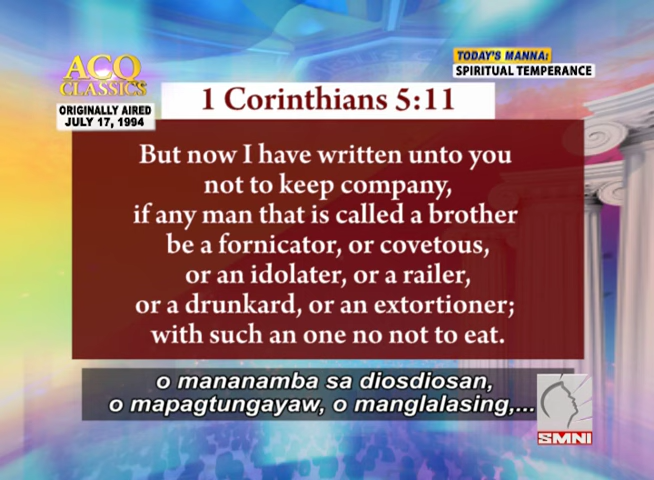 ACQ
CLASSICS
ORIGINALLY AIRED
JULY 17, 1994
TODAY'S MANNA:
SPIRITUAL TEMPERANCE
1 Corinthians 5:11
But now I have written unto you
not to keep company,
if any man that is called a brother
be a fornicator, or covetous,
or an idolater, or a railer,
or a drunkard, or an extortioner;
with such an one no not to eat.
o mananamba sa diosdiosan,
o mapagtungayaw, o manglalasing,...
SMNI